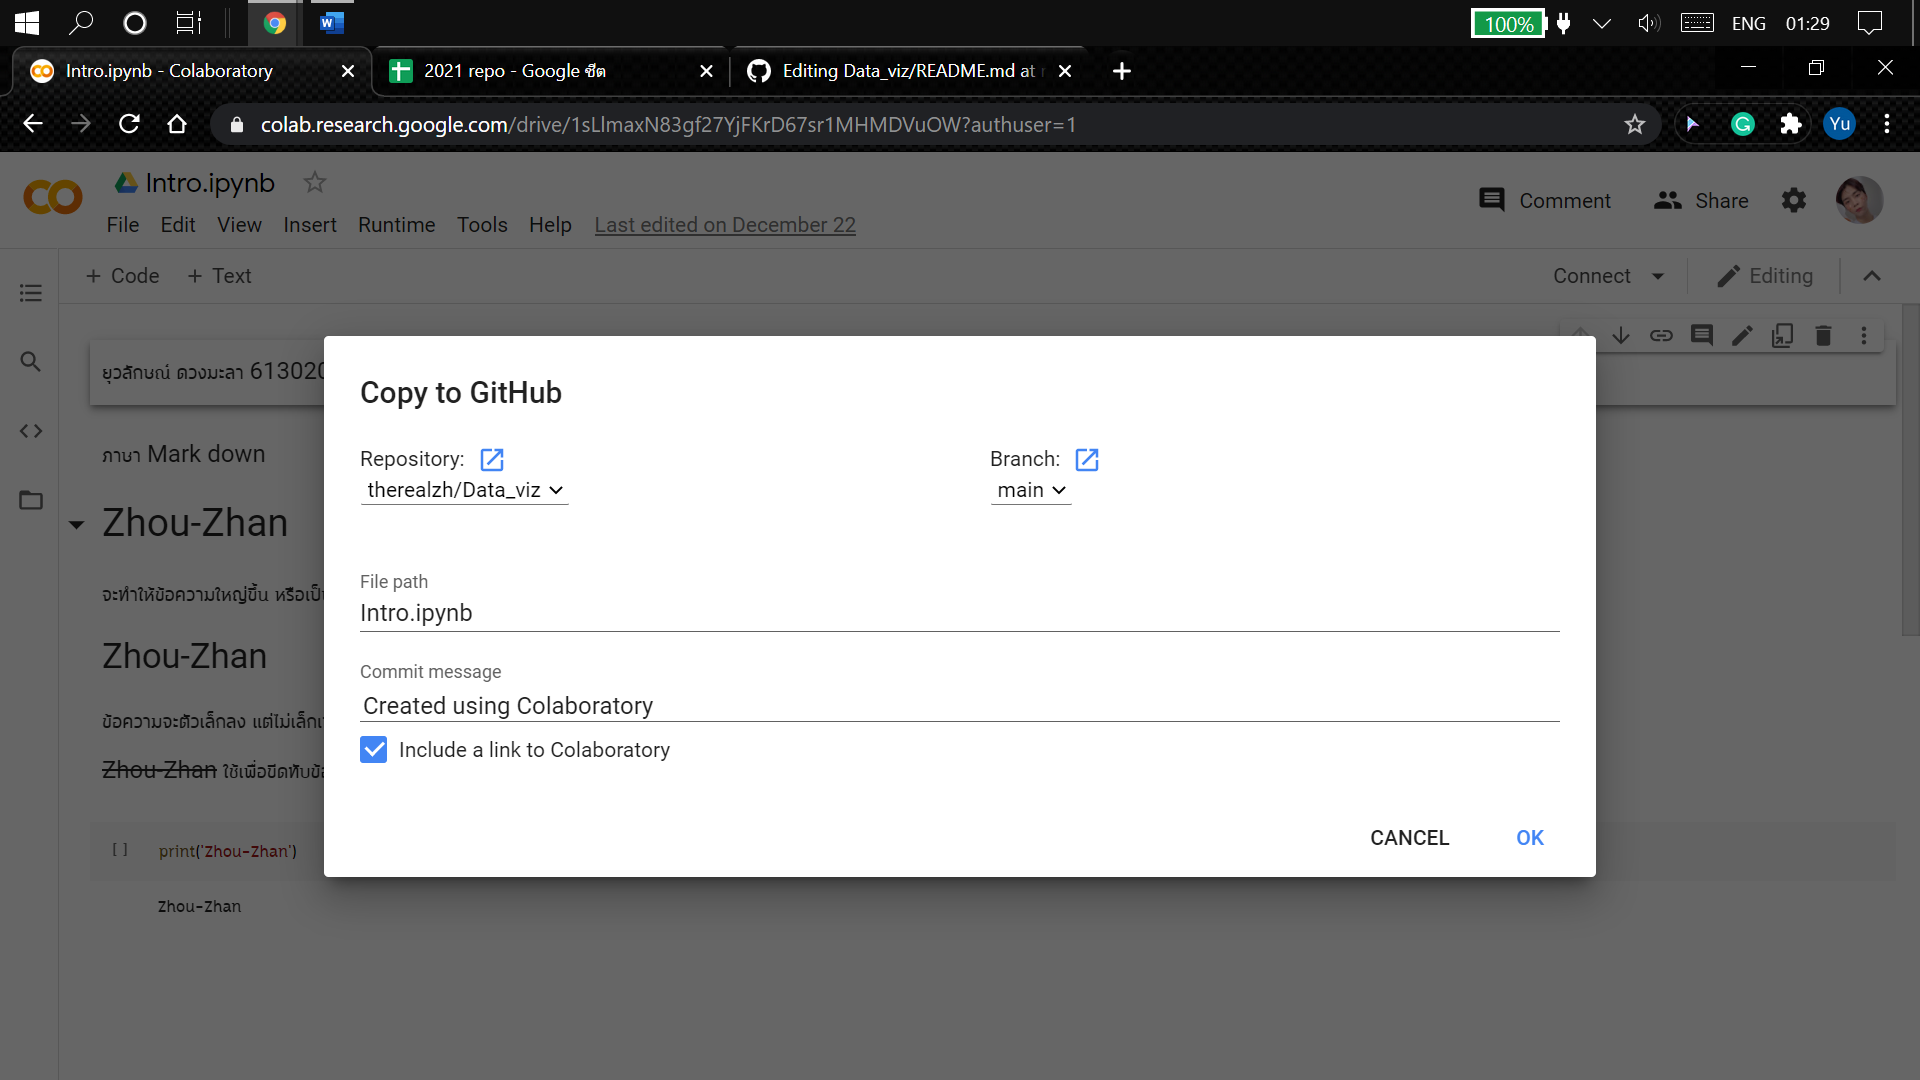 100%
ENG
01:29
Intro.ipynb - Colaboratory
2021 repo - Google ชีต
Editing Data_viz/README.md at
colab.research.google.com/drive/1sLlmaxN83gf27YjFKrD67sr1MHMDVuOW?authuser=1
Yu
Intro.ipynb
Comment
Share
File Edit View Insert Runtime Tools Help Last edited on December 22
+ Code + Text
Connect
Editing
ยุวลักษณ์ ดวงมะลา 613020
ภาษา Mark down
Zhou-Zhan
จะทำให้ข้อความใหญ่ขึ้น หรือเป็
Zhou-Zhan
ข้อความจะตัวเล็กลง แต่ไม่เล็กเ
Zhou-Zhan ใช้เพื่อขีดทับข้อ
[ ] print('Zhou-Zhan')
Zhou-Zhan
Copy to GitHub
Repository:
Branch:
therealzh/Data_viz
main
File path
Intro.ipynb
Commit message
Created using Colaboratory
Include a link to Colaboratory
CANCEL
OK